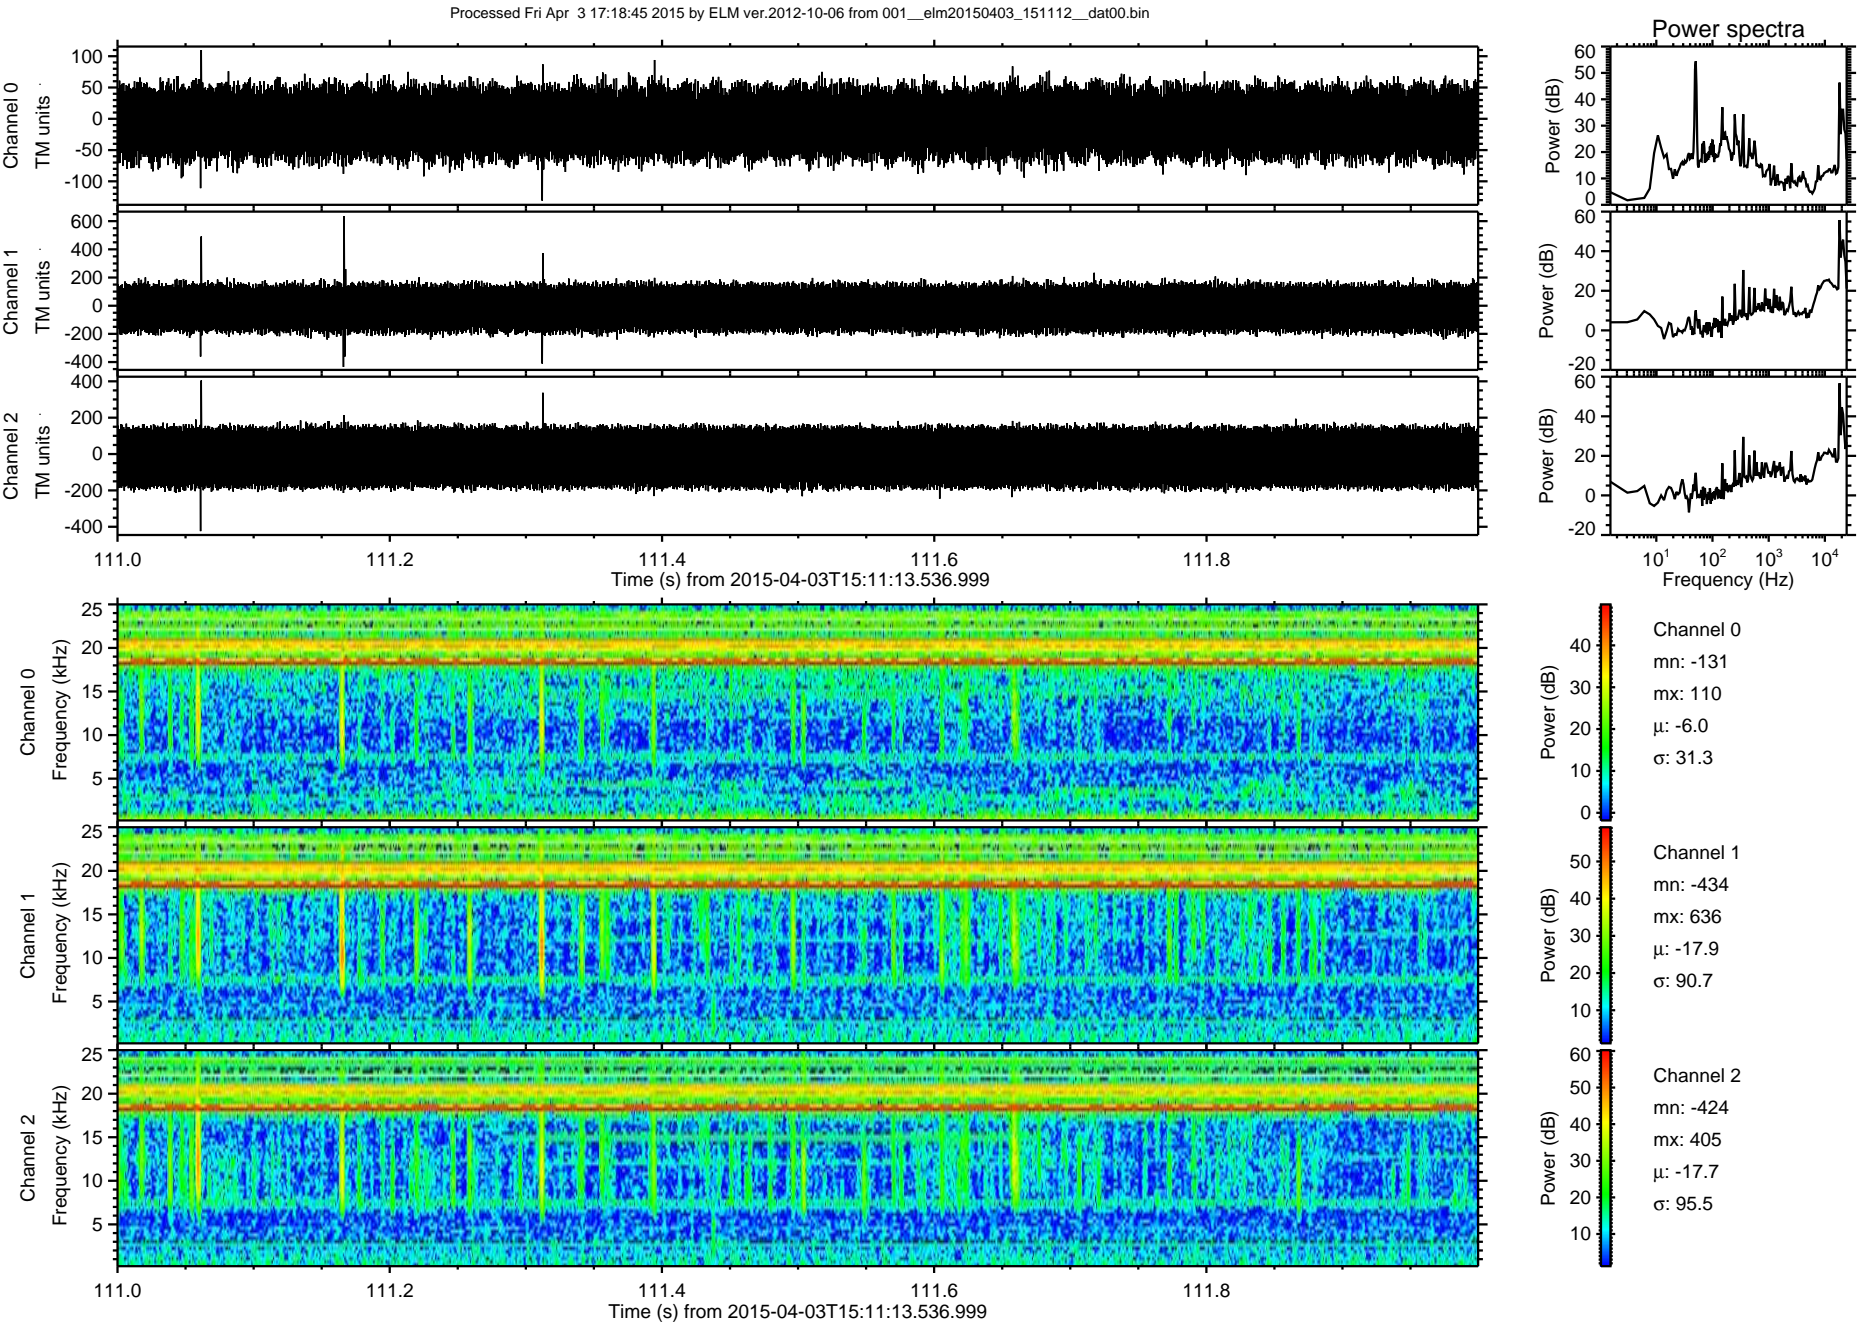 Processed Fri Apr  3 17:18:45 2015 by ELM ver.2012-10-06 from 001__elm20150403_151112__dat00.bin
Power spectra
Channel 0
TM units
100
50
0
-50
-100
Power (dB)
60
50
40
30
20
10
0
Channel 1
TM units
600
400
200
0
-200
-400
Power (dB)
60
40
20
0
-20
Channel 2
TM units
400
200
0
-200
-400
Power (dB)
60
40
20
0
-20
111.0 111.2 111.4 111.6 111.8
Time (s) from 2015-04-03T15:11:13.536.999
10¹ 10² 10³ 10⁴
Frequency (Hz)
Channel 0
Frequency (kHz)
25
20
15
10
5
Power (dB)
40
30
20
10
0
Channel 0
mn: -131
mx: 110
μ: -6.0
σ: 31.3
Channel 1
Frequency (kHz)
25
20
15
10
5
Power (dB)
50
40
30
20
10
Channel 1
mn: -434
mx: 636
μ: -17.9
σ: 90.7
Channel 2
Frequency (kHz)
25
20
15
10
5
Power (dB)
60
50
40
30
20
10
Channel 2
mn: -424
mx: 405
μ: -17.7
σ: 95.5
111.0 111.2 111.4 111.6 111.8
Time (s) from 2015-04-03T15:11:13.536.999